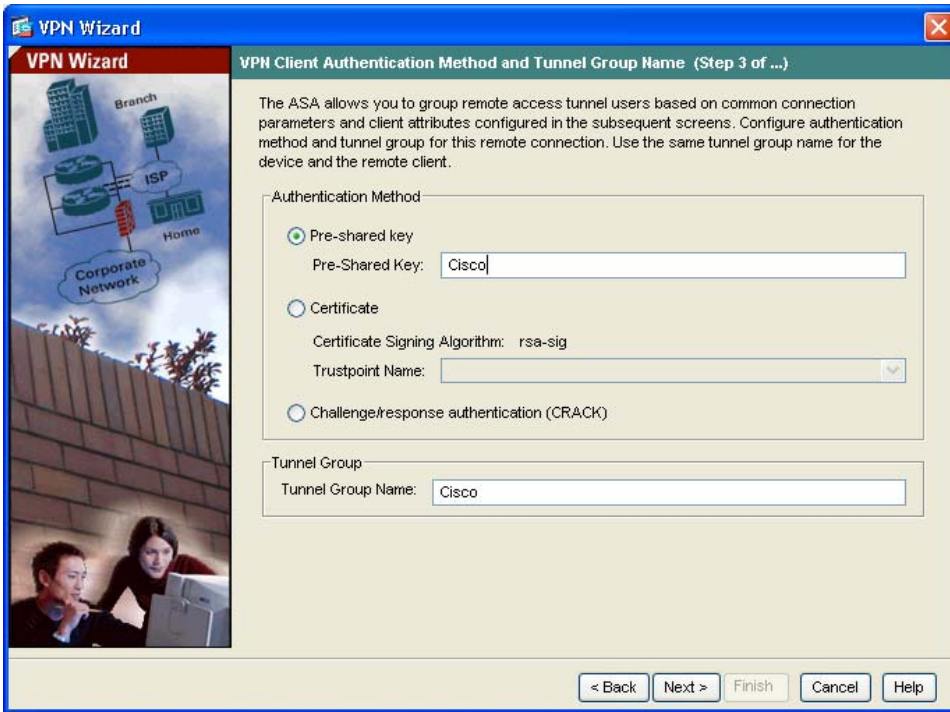 VPN Wizard
VPN Wizard
Branch
ISP
Home
Corporate
Network
VPN Client Authentication Method and Tunnel Group Name (Step 3 of ...)
The ASA allows you to group remote access tunnel users based on common connection
parameters and client attributes configured in the subsequent screens. Configure authentication
method and tunnel group for this remote connection. Use the same tunnel group name for the
device and the remote client.
Authentication Method
Pre-shared key
Pre-Shared Key: Cisco
Certificate
Certificate Signing Algorithm: rsa-sig
Trustpoint Name:
Challenge/response authentication (CRACK)
Tunnel Group
Tunnel Group Name: Cisco
< Back Next > Finish Cancel Help